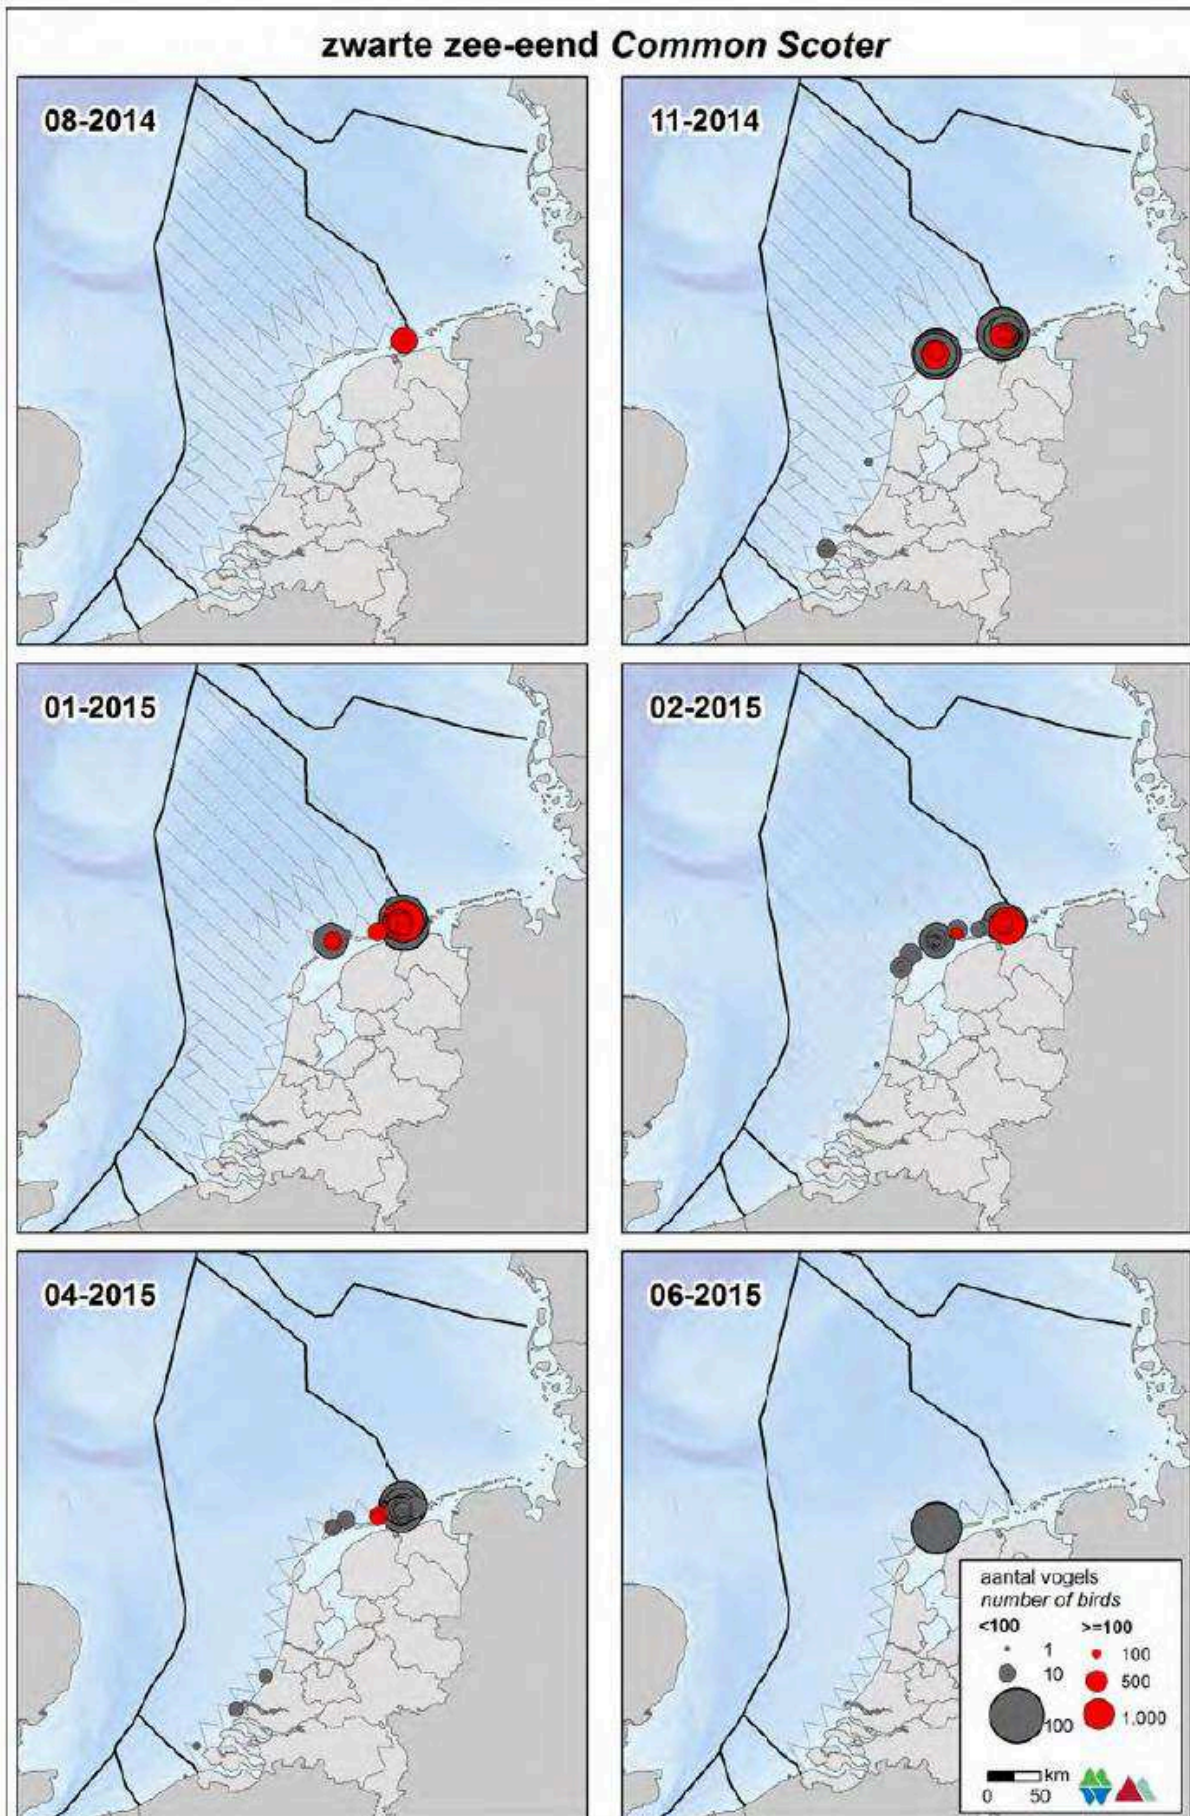 zwarte zee-eend Common Scoter
08-2014
11-2014
01-2015
02-2015
04-2015
06-2015
aantal vogels
number of birds
<100 >=100
1 100
10 500
100 1.000
km
0 50